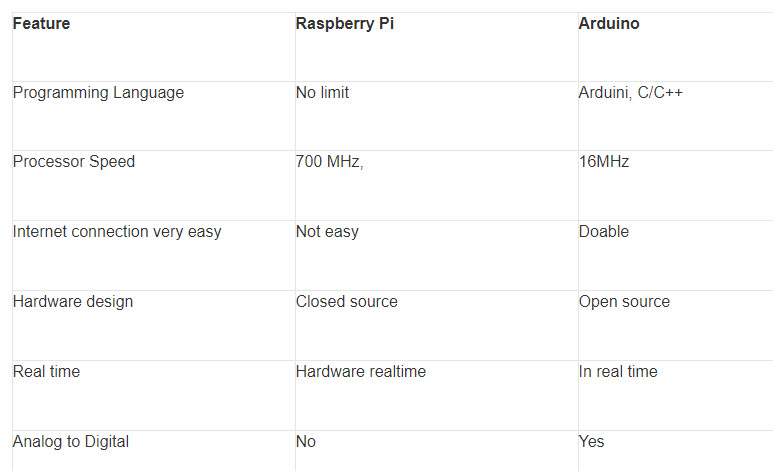 Feature Raspberry Pi Arduino
Programming Language No limit Arduini, C/C++
Processor Speed 700 MHz, 16MHz
Internet connection very easy Not easy Doable
Hardware design Closed source Open source
Real time Hardware realtime In real time
Analog to Digital No Yes